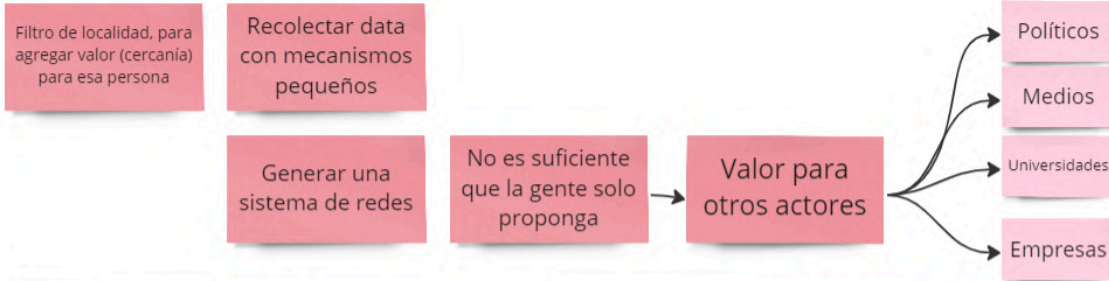 Filtro de localidad, para
agregar valor (cercanía)
para esa persona
Recolectar data
con mecanismos
pequeños
Generar una
sistema de redes
No es suficiente
que la gente solo
proponga
Valor para
otros actores
Políticos
Medios
Universidades
Empresas